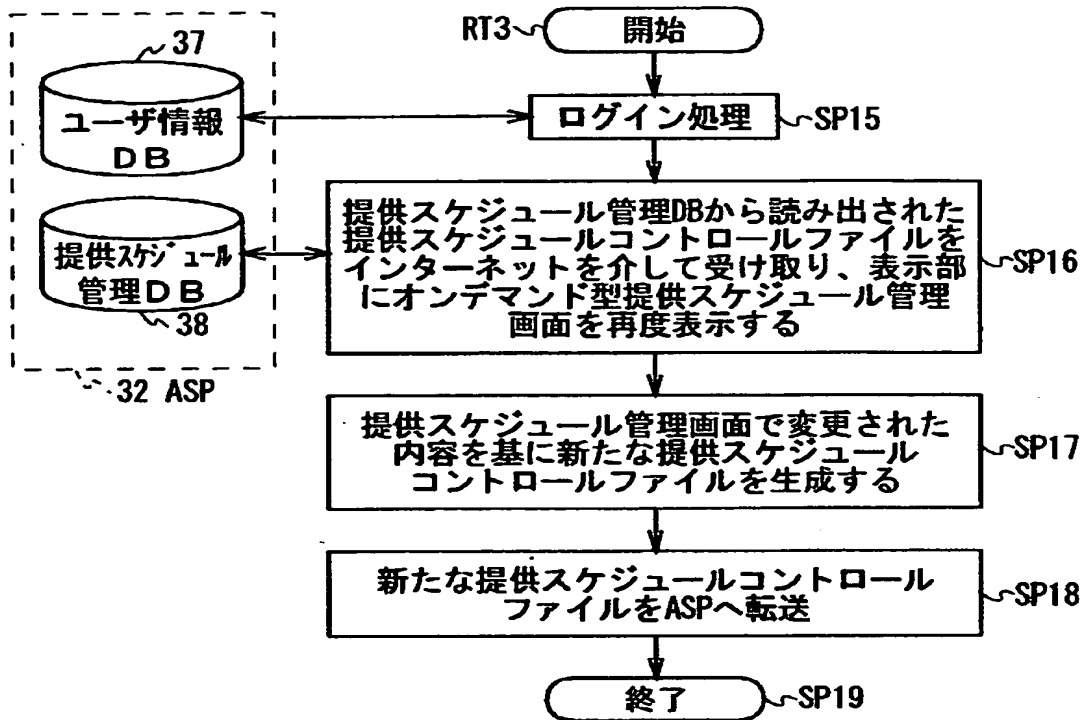 RT3
開始
37
ユーザ情報
DB
ログイン処理
SP15
提供スケジュール
管理DB
38
32 ASP
提供スケジュール管理DBから読み出された
提供スケジュールコントロールファイルを
インターネットを介して受け取り、表示部
にオンデマンド型提供スケジュール管理
画面を再度表示する
SP16
提供スケジュール管理画面で変更された
内容を基に新たな提供スケジュール
コントロールファイルを生成する
SP17
新たな提供スケジュールコントロール
ファイルをASPへ転送
SP18
終了
SP19